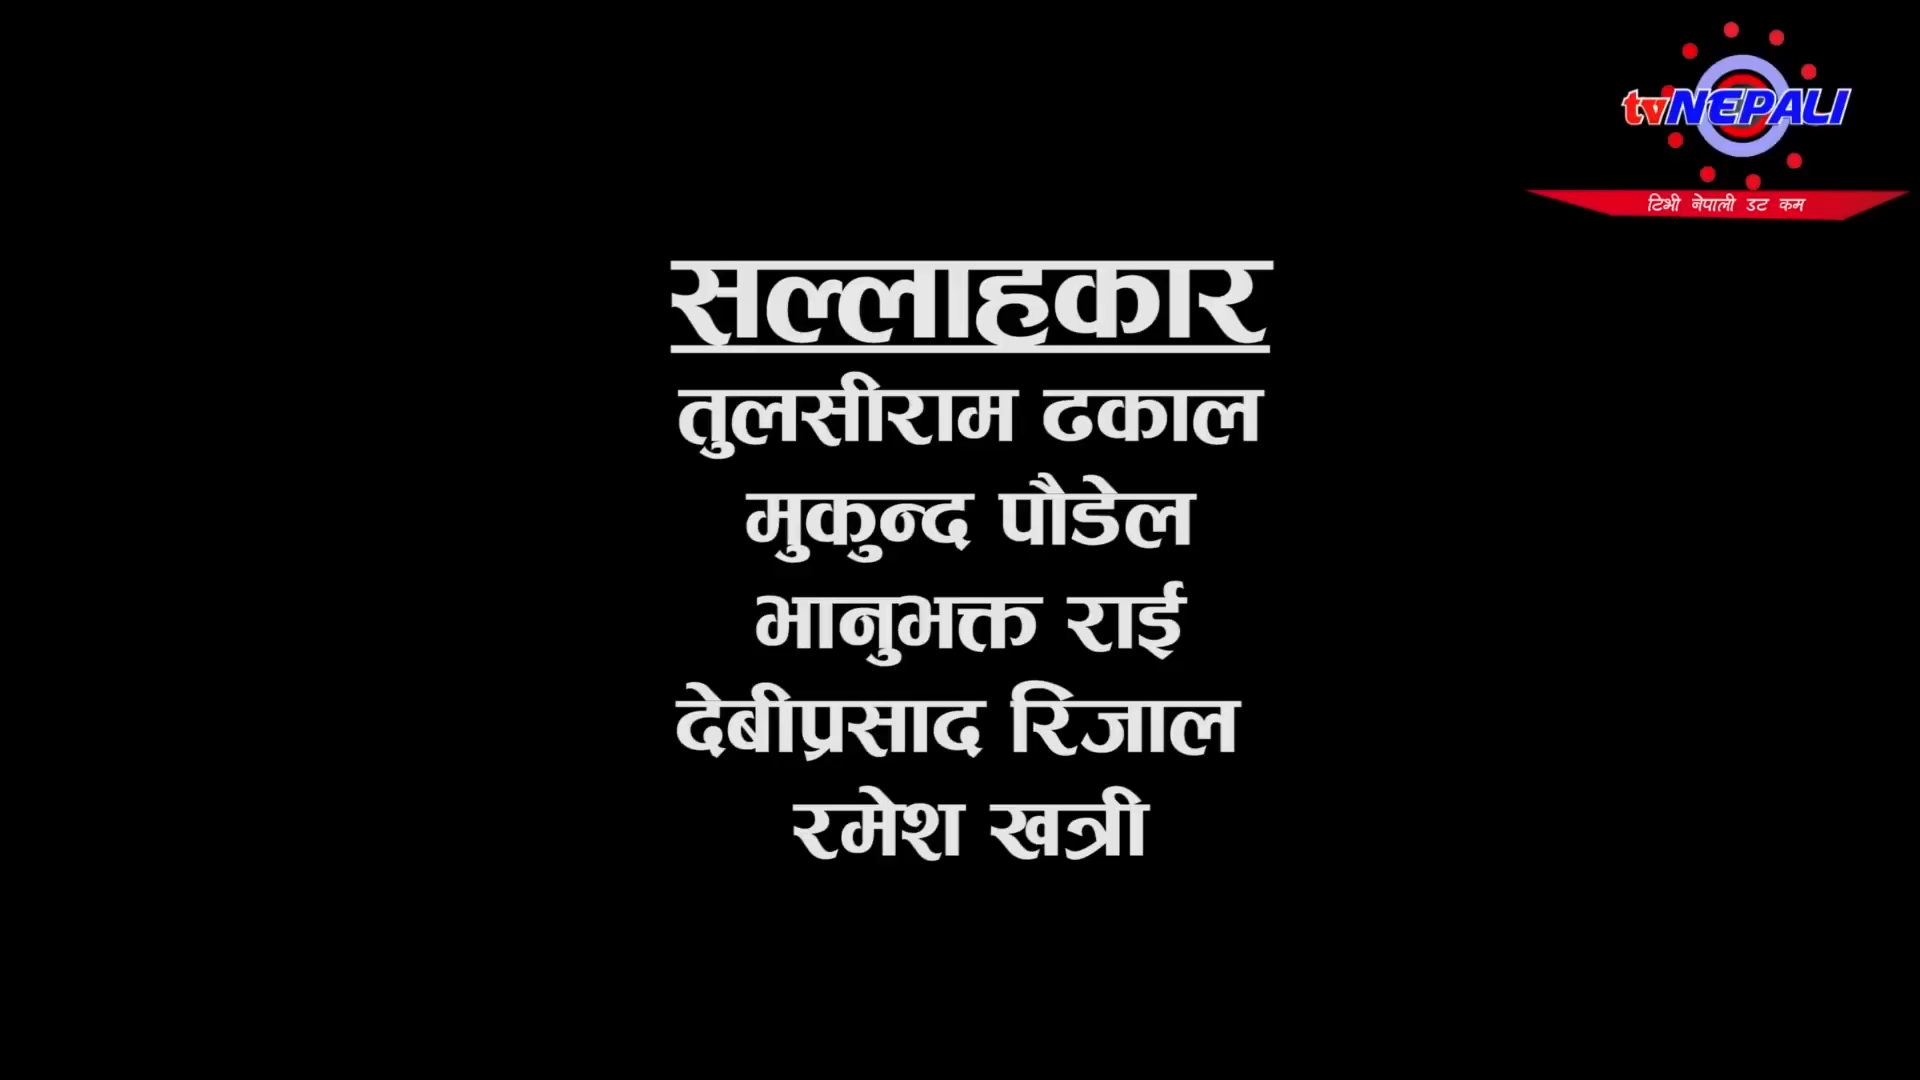 tvNEPALI
टिभी नेपाली डट कम
सल्लाहकार
तुलसीराम ढकाल
मुकुन्द पौडेल
भानुभक्त राई
देबीप्रसाद रिजाल
रमेश खत्री